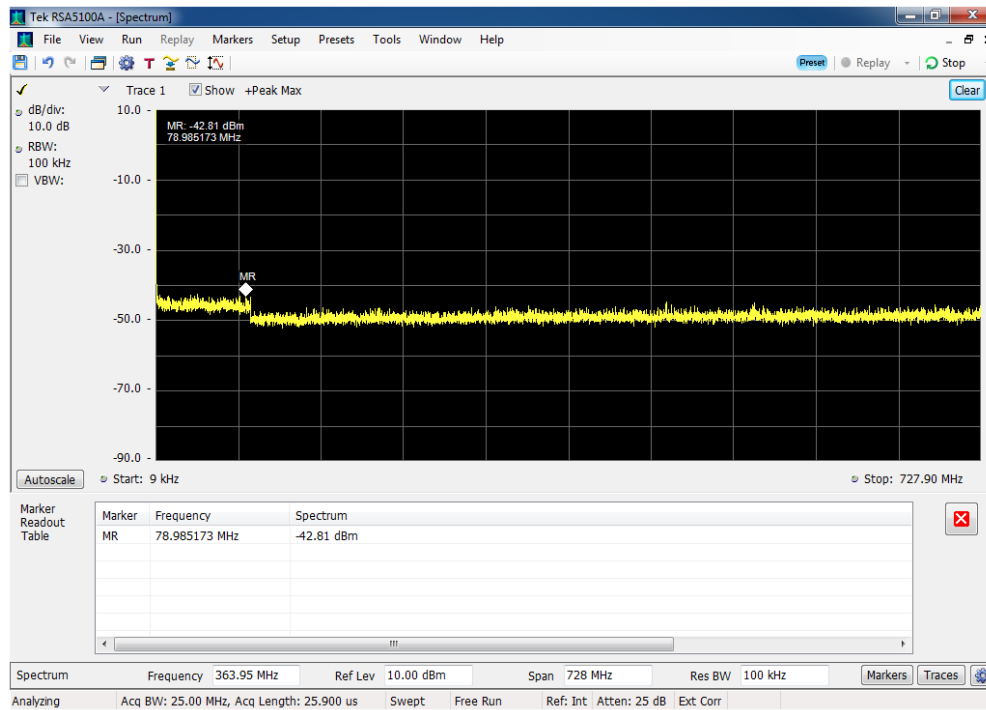 Tek RSA5100A - [Spectrum]
File View Run Replay Markers Setup Presets Tools Window Help
T Preset Replay Stop
Trace 1 Show +Peak Max Clear
dB/div:
10.0 dB
RBW:
100 kHz
VBW:
10.0
-10.0
-30.0
-50.0
-70.0
-90.0
MR: -42.81 dBm
78.985173 MHz
MR
Autoscale Start: 9 kHz Stop: 727.90 MHz
Marker
Readout
Table
Marker Frequency Spectrum
MR 78.985173 MHz -42.81 dBm
Spectrum Frequency 363.95 MHz Ref Lev 10.00 dBm Span 728 MHz Res BW 100 kHz Markers Traces
Analyzing Acq BW: 25.00 MHz, Acq Length: 25.900 us Swept Free Run Ref: Int Atten: 25 dB Ext Corr